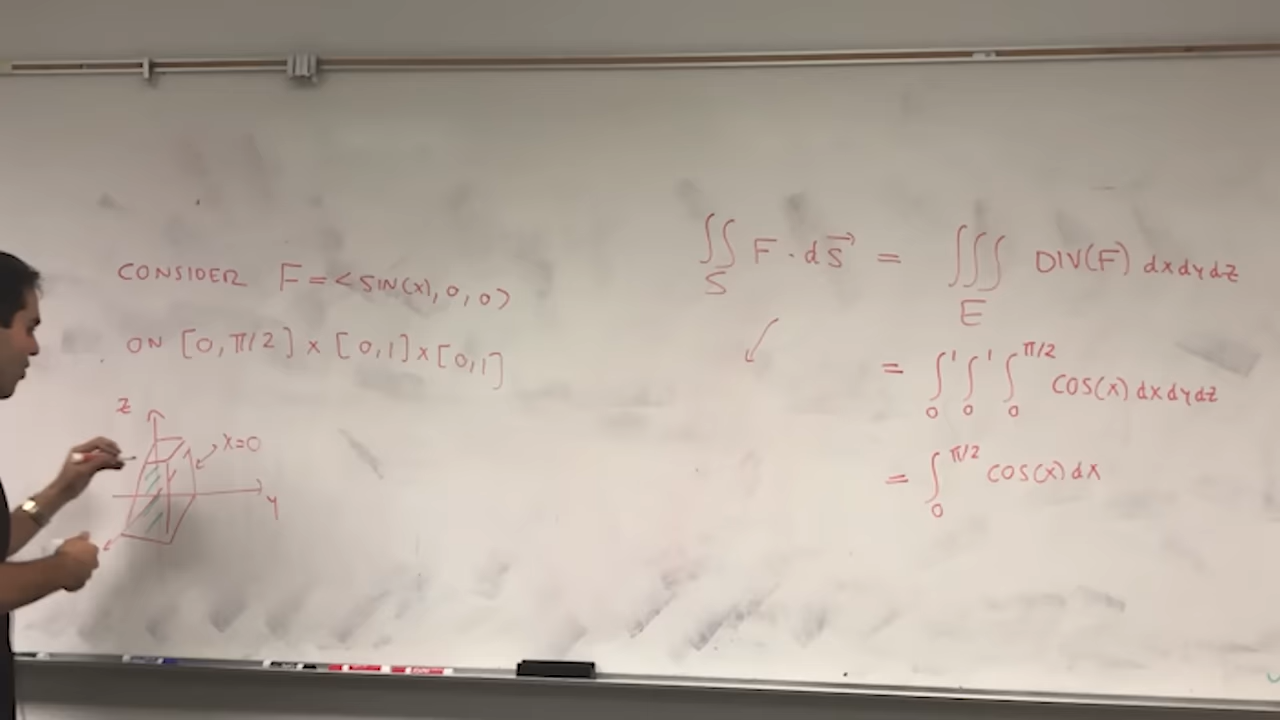 CONSIDER F = < SIN(x), 0, 0 >
ON [0, π/2] × [0,1] × [0,1]
z
x=0
y
∬_S F · dS⃗ = ∭_E DIV(F) dx dy dz
= ∫_0^1 ∫_0^1 ∫_0^{π/2} COS(x) dx dy dz
= ∫_0^{π/2} COS(x) dx